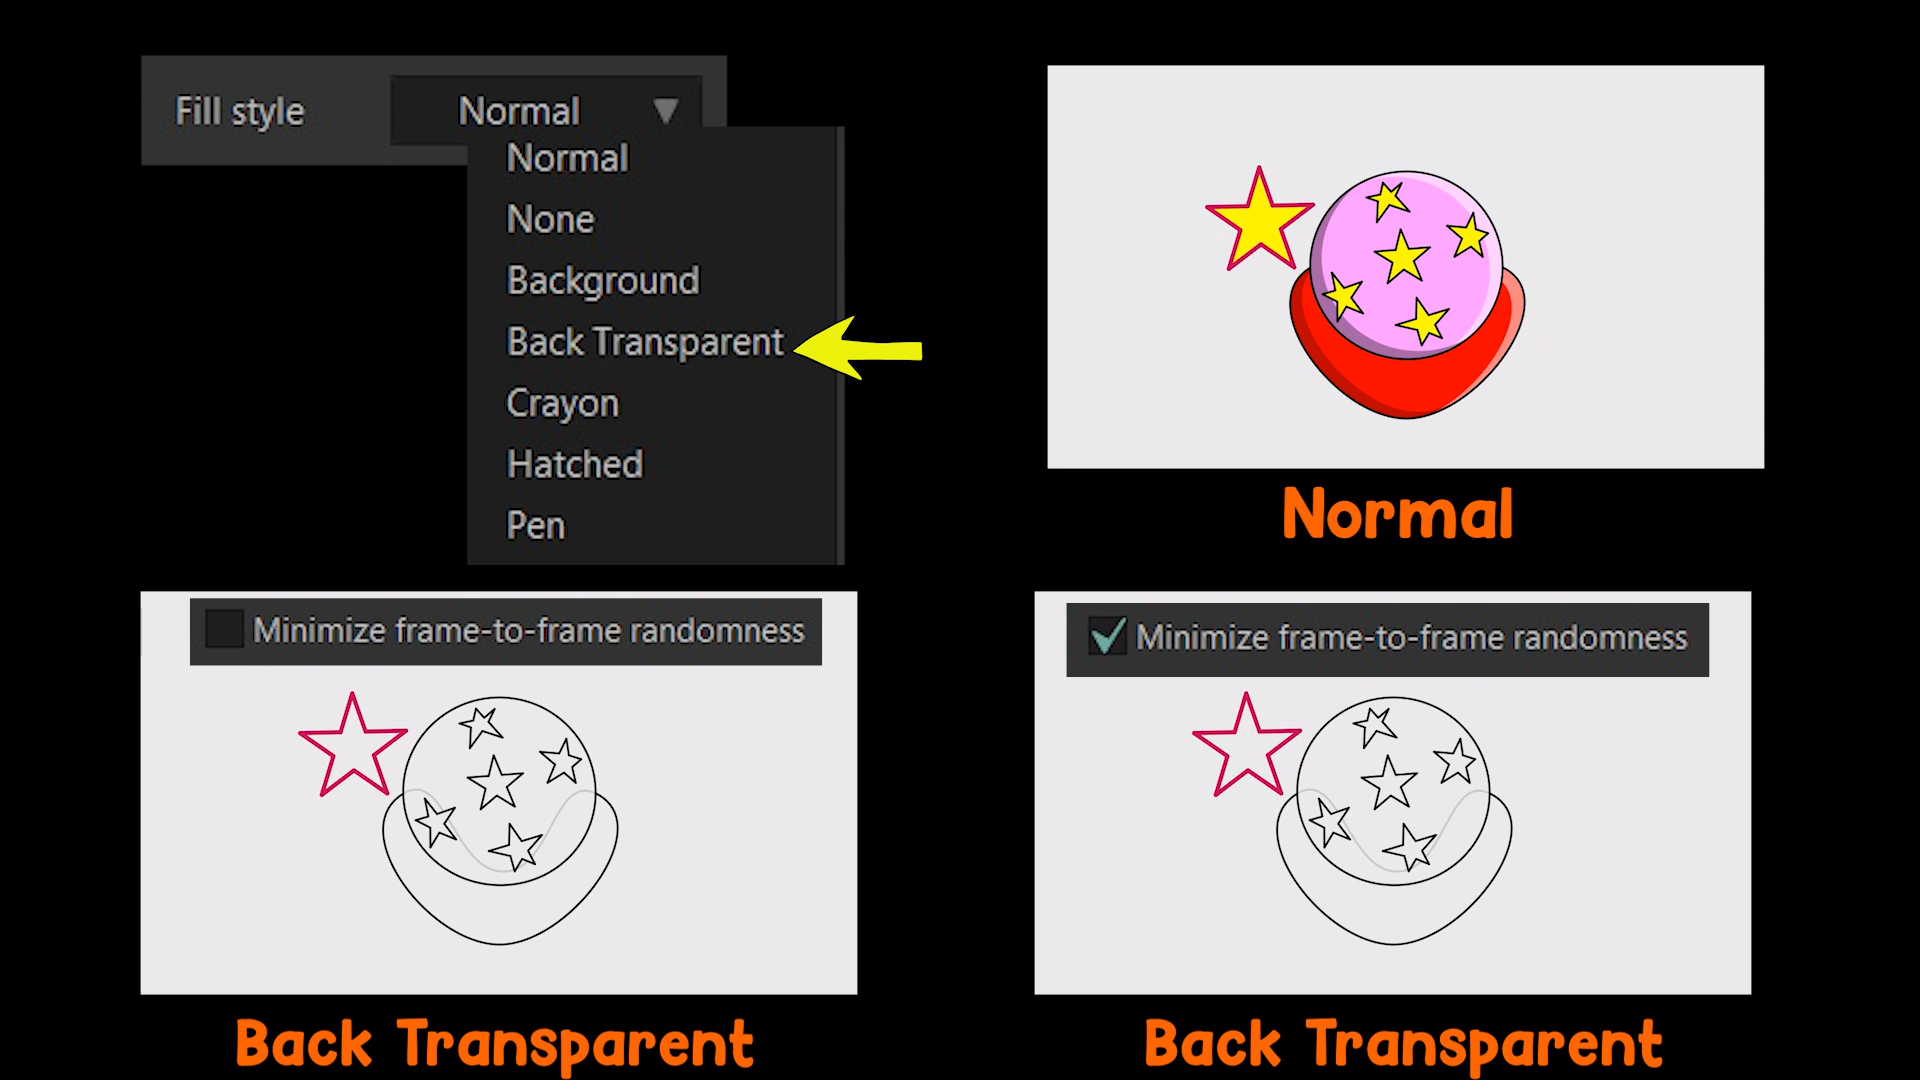 Fill style
Normal
Normal
None
Background
Back Transparent
Crayon
Hatched
Pen
Normal
Minimize frame-to-frame randomness
Back Transparent
Minimize frame-to-frame randomness
Back Transparent